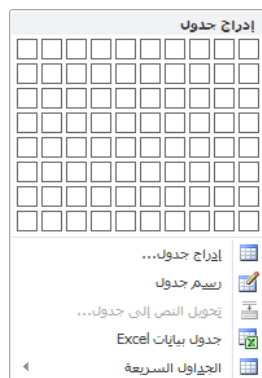 إدراج جدول
إدراج جدول...
رسم جدول
تحويل النص إلى جدول...
جدول بيانات Excel
الجداول السريعة